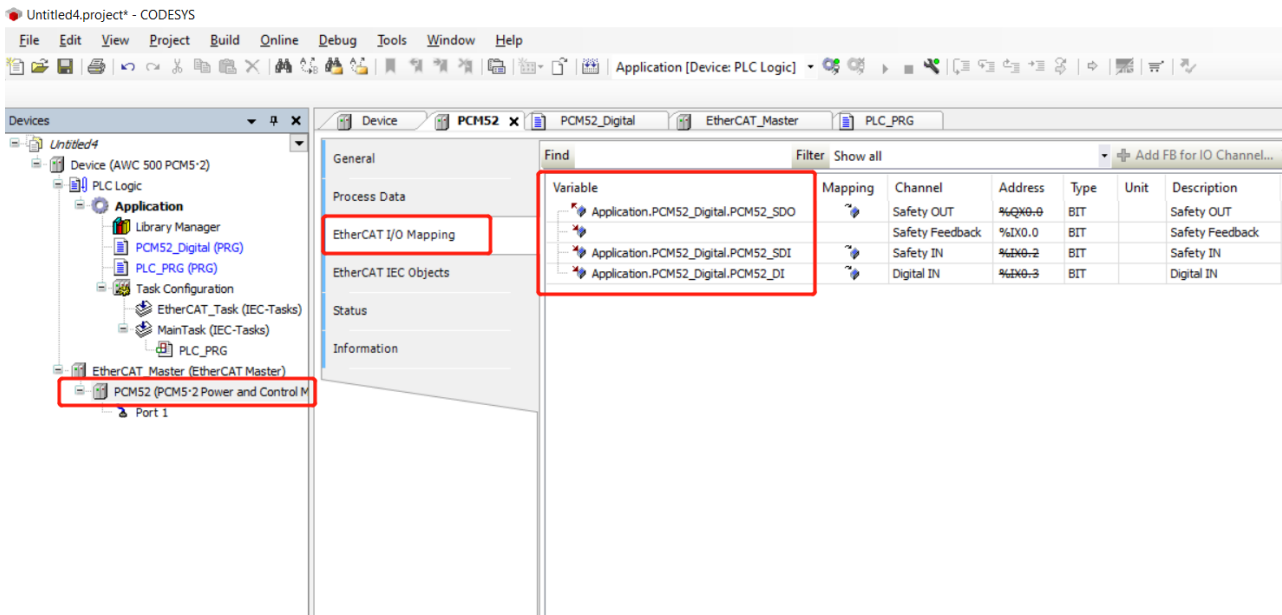 Untitled4.project* - CODESYS
File Edit View Project Build Online Debug Tools Window Help
Application [Device: PLC Logic]
Devices
Device PCM52 PCM52_Digital EtherCAT_Master PLC_PRG
Untitled4
Device (AWC 500 PCM5·2)
PLC Logic
Application
Library Manager
PCM52_Digital (PRG)
PLC_PRG (PRG)
Task Configuration
EtherCAT_Task (IEC-Tasks)
MainTask (IEC-Tasks)
PLC_PRG
EtherCAT_Master (EtherCAT Master)
PCM52 (PCM5·2 Power and Control M
Port 1
General
Process Data
EtherCAT I/O Mapping
EtherCAT IEC Objects
Status
Information
Find Filter Show all Add FB for IO Channel...
Variable Mapping Channel Address Type Unit Description
Application.PCM52_Digital.PCM52_SDO Safety OUT %QX0.0 BIT Safety OUT
Safety Feedback %IX0.0 BIT Safety Feedback
Application.PCM52_Digital.PCM52_SDI Safety IN %IX0.2 BIT Safety IN
Application.PCM52_Digital.PCM52_DI Digital IN %IX0.3 BIT Digital IN